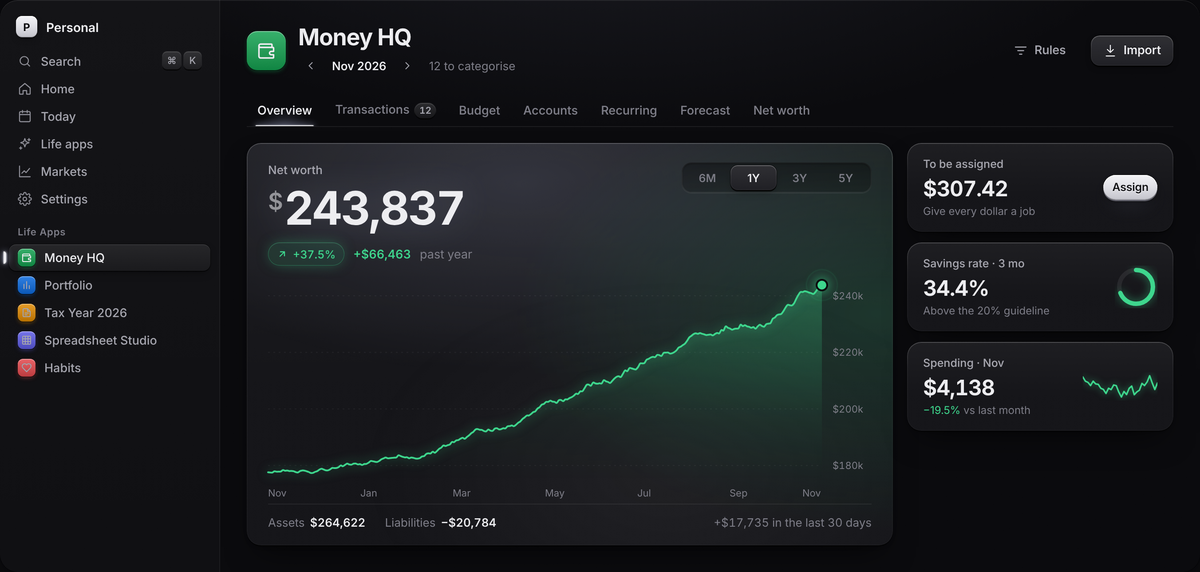 P Personal
Search ⌘ K
Home
Today
Life apps
Markets
Settings
Life Apps
Money HQ
Portfolio
Tax Year 2026
Spreadsheet Studio
Habits
Money HQ
Nov 2026
12 to categorise
Rules
Import
Overview
Transactions 12
Budget
Accounts
Recurring
Forecast
Net worth
Net worth
$243,837
+37.5% +$66,463 past year
6M 1Y 3Y 5Y
$240k
$220k
$200k
$180k
Nov Jan Mar May Jul Sep Nov
Assets $264,622 Liabilities −$20,784 +$17,735 in the last 30 days
To be assigned
$307.42
Give every dollar a job
Assign
Savings rate · 3 mo
34.4%
Above the 20% guideline
Spending · Nov
$4,138
−19.5% vs last month